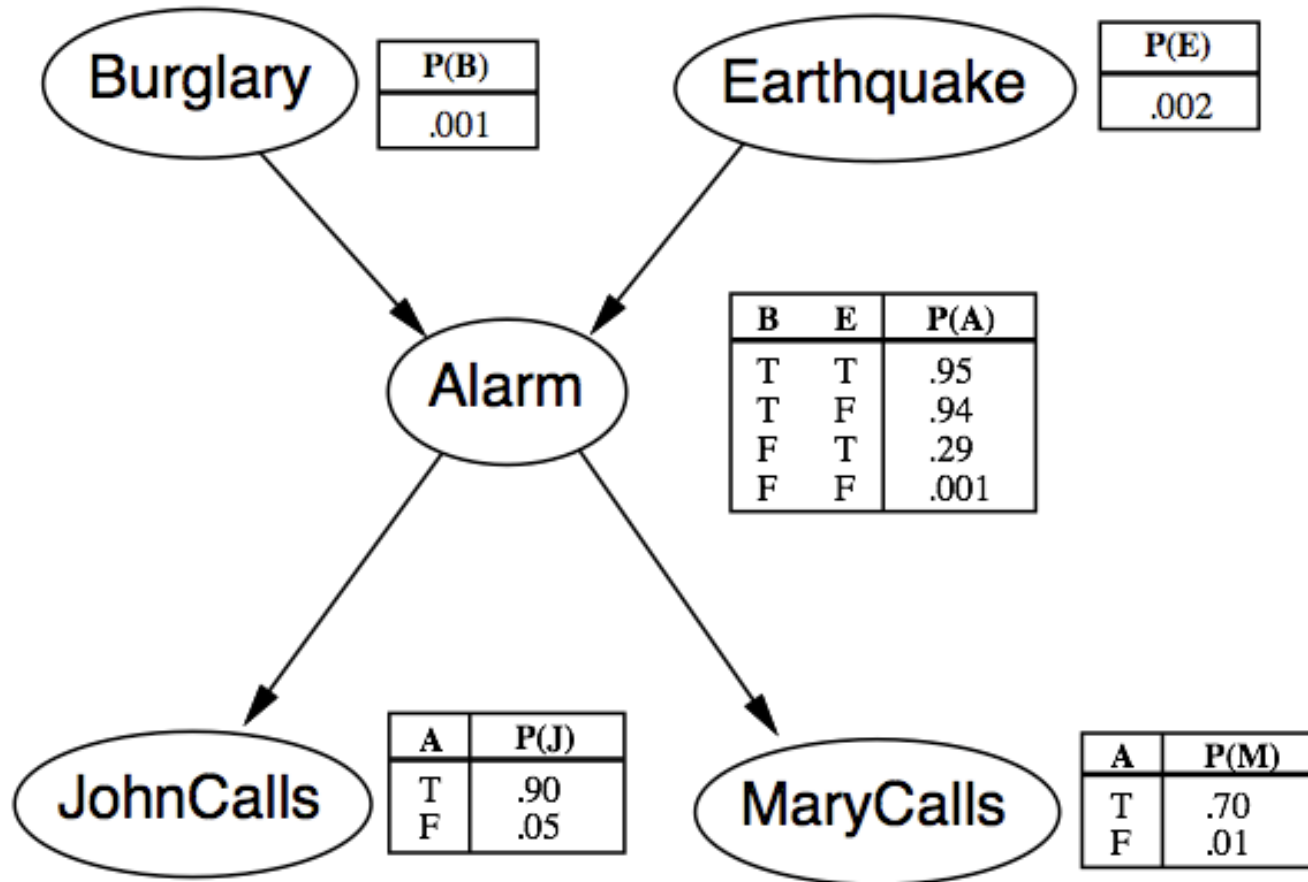 Burglary
P(B)
.001
Earthquake
P(E)
.002
Alarm
B E P(A)
T T .95
T F .94
F T .29
F F .001
JohnCalls
A P(J)
T .90
F .05
MaryCalls
A P(M)
T .70
F .01